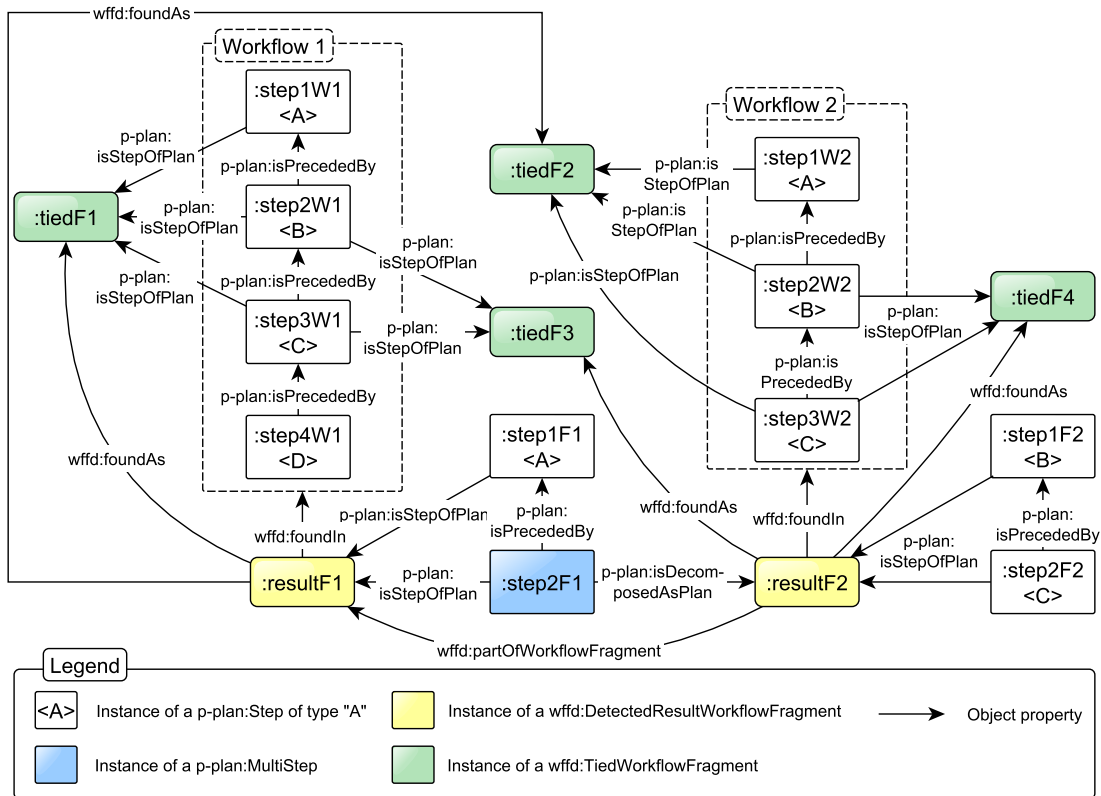 wffd:foundAs
Workflow 1
:step1W1
<A>
p-plan:
isStepOfPlan
p-plan:isPrecededBy
:tiedF1
p-plan:
isStepOfPlan
:step2W1
<B>
p-plan:
isStepOfPlan
p-plan:isPrecededBy
p-plan:
isStepOfPlan
:step3W1
<C>
p-plan:
isStepOfPlan
p-plan:isPrecededBy
:step4W1
<D>
:tiedF2
:tiedF3
Workflow 2
p-plan:is
StepOfPlan
:step1W2
<A>
p-plan:is
StepOfPlan
p-plan:isPrecededBy
p-plan:isStepOfPlan
:step2W2
<B>
p-plan:
isStepOfPlan
:tiedF4
p-plan:is
PrecededBy
:step3W2
<C>
wffd:foundAs
wffd:foundAs
:step1F1
<A>
:step1F2
<B>
wffd:foundIn
p-plan:isStepOfPlan
p-plan:
isPrecededBy
wffd:foundAs
wffd:foundIn
p-plan:
isStepOfPlan
p-plan:
isPrecededBy
:resultF1
p-plan:
isStepOfPlan
:step2F1
p-plan:isDecom-
posedAsPlan
:resultF2
:step2F2
<C>
wffd:partOfWorkflowFragment
Legend
<A>
Instance of a p-plan:Step of type "A"
Instance of a wffd:DetectedResultWorkflowFragment
Object property
Instance of a p-plan:MultiStep
Instance of a wffd:TiedWorkflowFragment